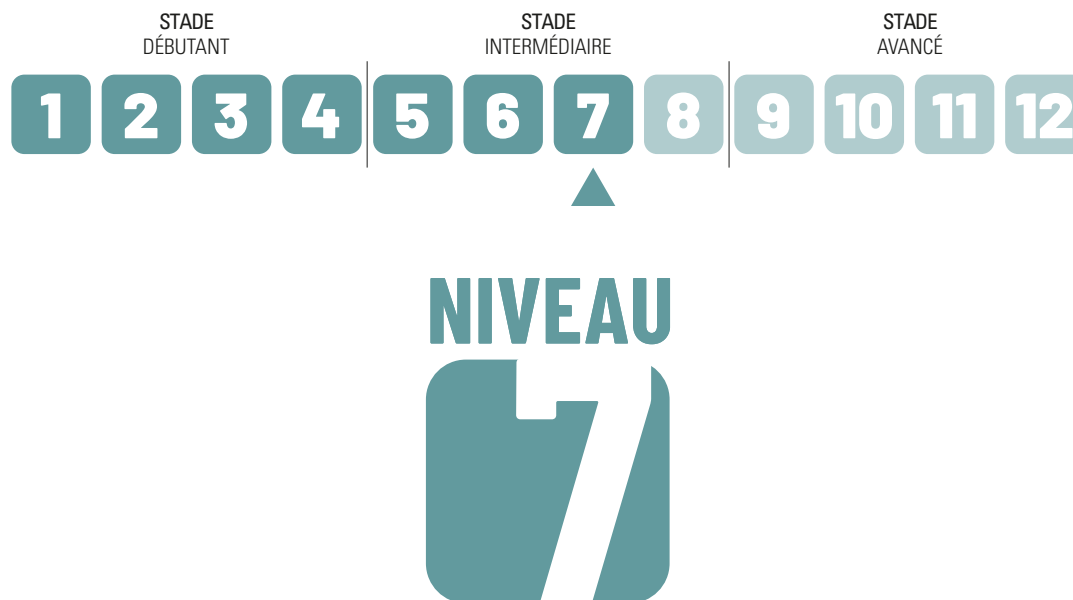 STADE
DÉBUTANT
STADE
INTERMÉDIAIRE
STADE
AVANCÉ
1 2 3 4 5 6 7 8 9 10 11 12
NIVEAU
7